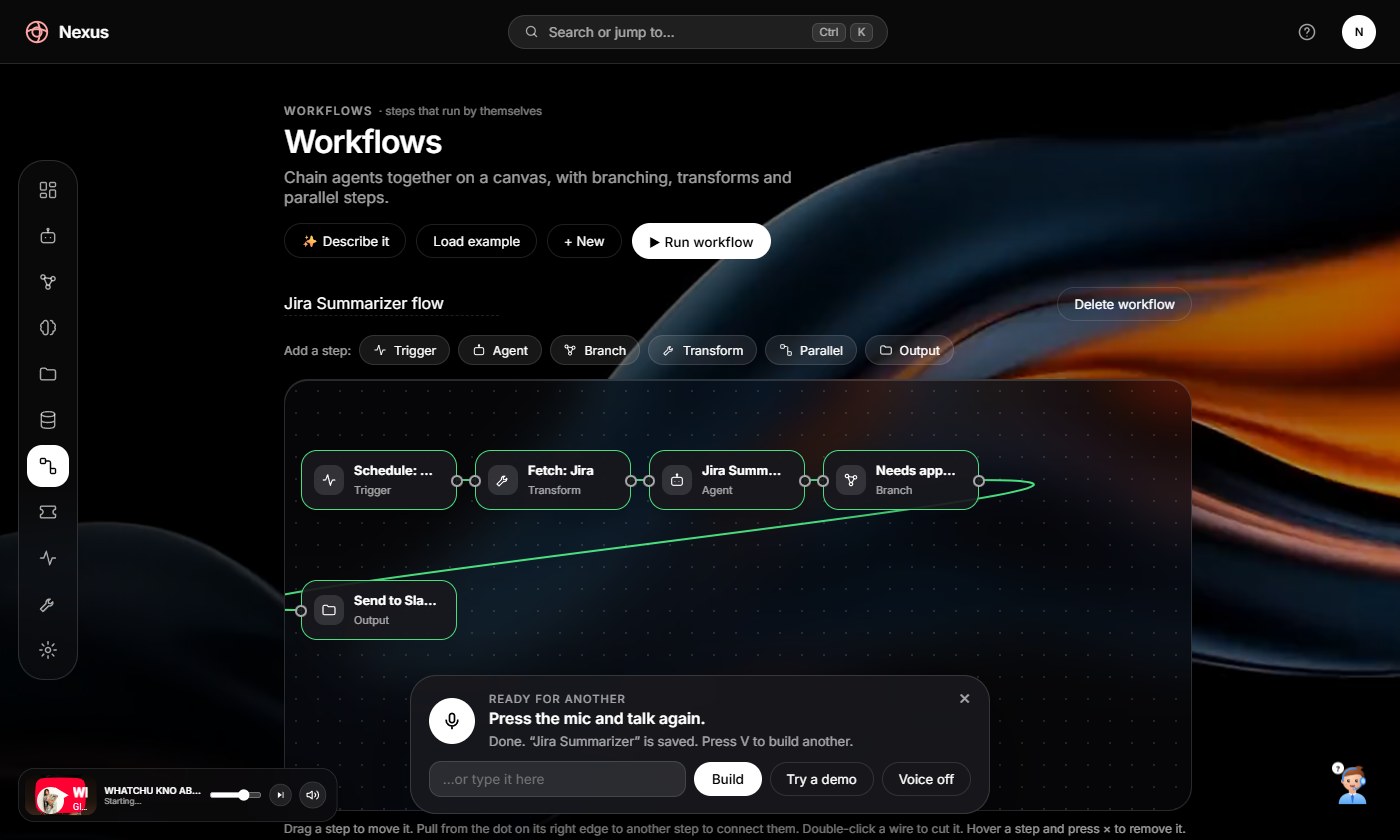 Nexus
Search or jump to...
Ctrl K
N
WORKFLOWS · steps that run by themselves
Workflows
Chain agents together on a canvas, with branching, transforms and
parallel steps.
✨ Describe it
Load example
+ New
▶ Run workflow
Jira Summarizer flow
Delete workflow
Add a step:
Trigger
Agent
Branch
Transform
Parallel
Output
Schedule: ...
Trigger
Fetch: Jira
Transform
Jira Summ...
Agent
Needs app...
Branch
Send to Sla...
Output
READY FOR ANOTHER
Press the mic and talk again.
Done. “Jira Summarizer” is saved. Press V to build another.
...or type it here
Build
Try a demo
Voice off
WHATCHU KNO AB...
Starting...
Drag a step to move it. Pull from the dot on its right edge to another step to connect them. Double-click a wire to cut it. Hover a step and press × to remove it.